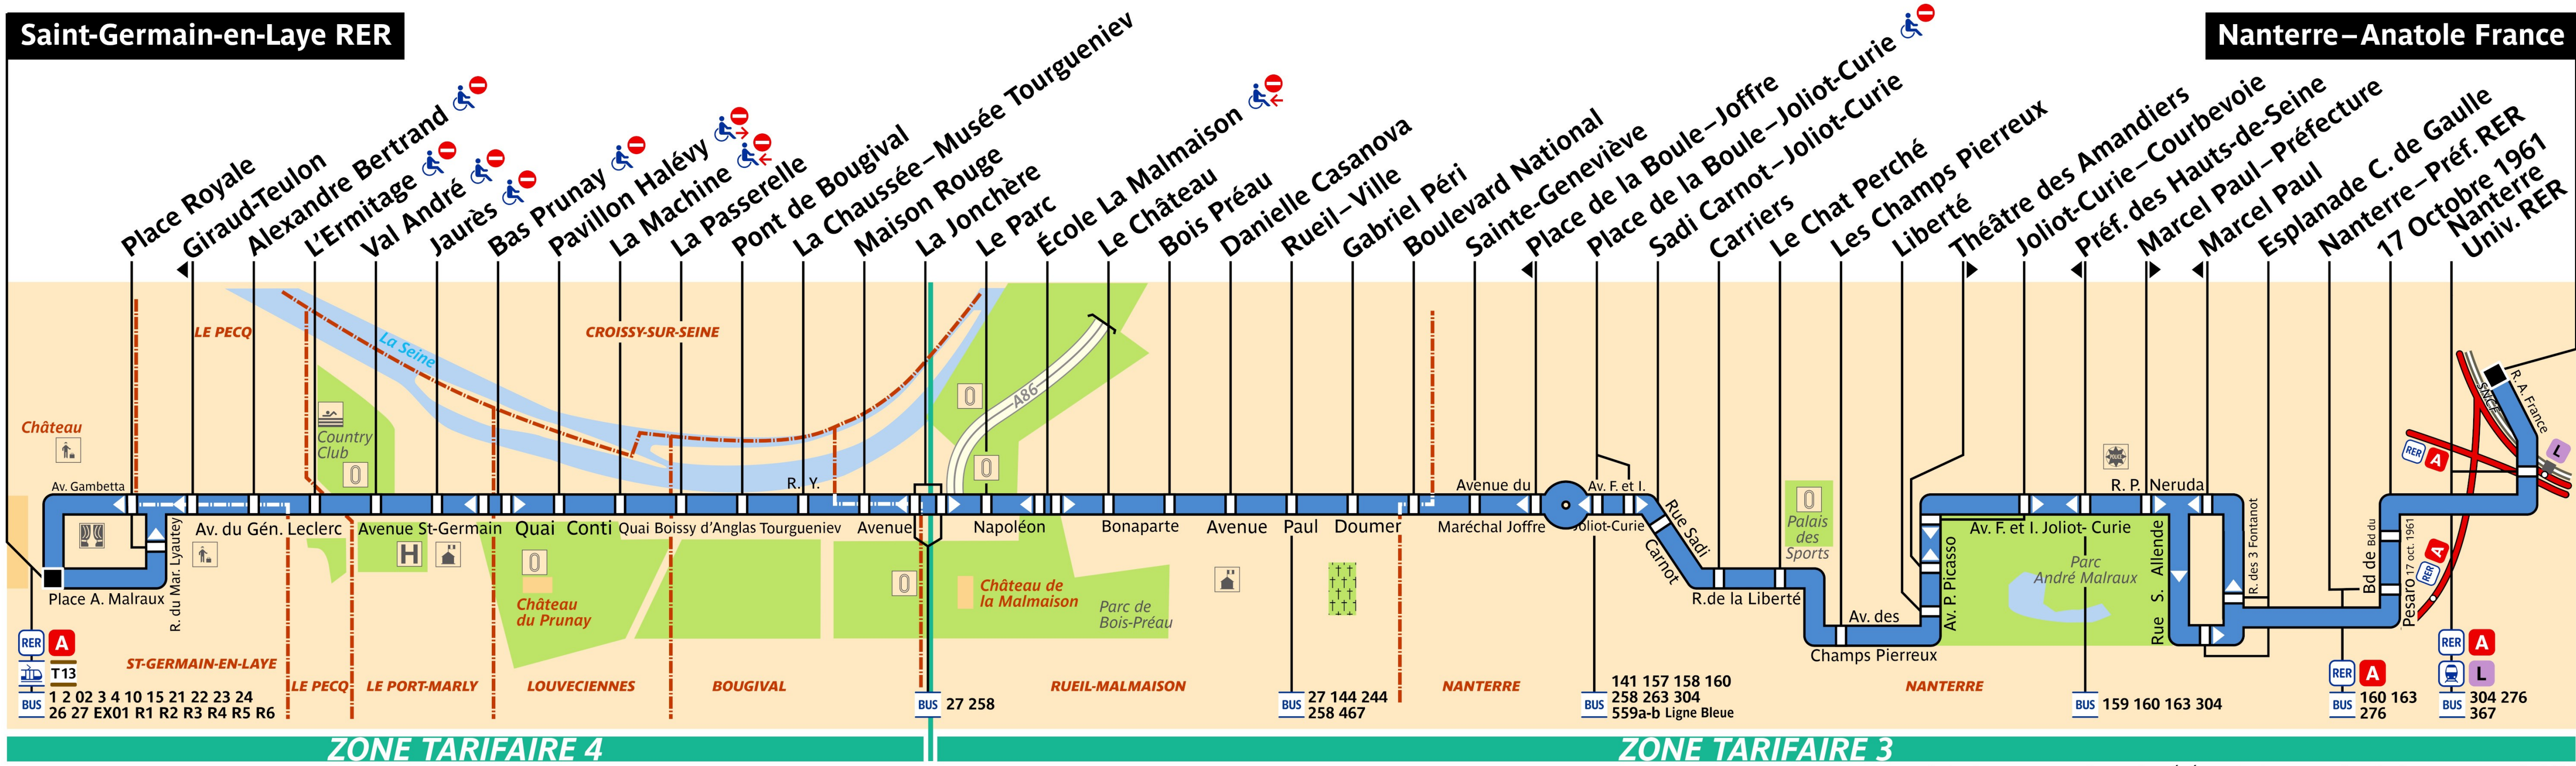 Saint-Germain-en-Laye RER
Nanterre–Anatole France
Place Royale
Giraud-Teulon
Alexandre Bertrand
L'Ermitage
Val André
Jaurès
Bas Prunay
Pavillon Halévy
La Machine
La Passerelle
Pont de Bougival
La Chaussée–Musée Tourgueniev
Maison Rouge
La Jonchère
Le Parc
École La Malmaison
Le Château
Bois Préau
Danielle Casanova
Rueil–Ville
Gabriel Péri
Boulevard National
Sainte-Geneviève
Place de la Boule–Joffre
Place de la Boule–Joliot-Curie
Sadi Carnot–Joliot-Curie
Carriers
Le Chat Perché
Les Champs Pierreux
Liberté
Théâtre des Amandiers
Joliot-Curie–Courbevoie
Préf. des Hauts-de-Seine
Marcel Paul–Préfecture
Marcel Paul
Esplanade C. de Gaulle
Nanterre–Préf. RER
17 Octobre 1961
Nanterre
Univ. RER
LE PECQ
CROISSY-SUR-SEINE
La Seine
A86
Château
Country
Club
Av. Gambetta
Place A. Malraux
R. du Mar. Lyautey
Av. du Gén. Leclerc
Avenue St-Germain
Quai Conti
Quai Boissy d'Anglas
R. Y.
Tourgueniev
Avenue
Napoléon
Bonaparte
Avenue Paul Doumer
Avenue du
Maréchal Joffre
Av. F. et I.
Joliot-Curie
Rue Sadi
Carnot
R.de la Liberté
Palais
des
Sports
Av. des
Champs Pierreux
Av. P. Picasso
Av. F. et I. Joliot- Curie
Parc
André Malraux
R. P. Neruda
Rue S. Allende
R. des 3 Fontanot
Bd de
Pesaro
Bd du
17 oct. 1961
R. A. France
SNCF
RER A
RER A
L
H
Château
du Prunay
Château de
la Malmaison
Parc de
Bois-Préau
ST-GERMAIN-EN-LAYE
LE PECQ
LE PORT-MARLY
LOUVECIENNES
BOUGIVAL
RUEIL-MALMAISON
NANTERRE
NANTERRE
RER A
T13
BUS 1 2 02 3 4 10 15 21 22 23 24
26 27 EX01 R1 R2 R3 R4 R5 R6
BUS 27 258
BUS 27 144 244
258 467
BUS 141 157 158 160
258 263 304
559a-b Ligne Bleue
BUS 159 160 163 304
RER A
BUS 160 163
276
RER A
L
BUS 304 276
367
ZONE TARIFAIRE 4
ZONE TARIFAIRE 3